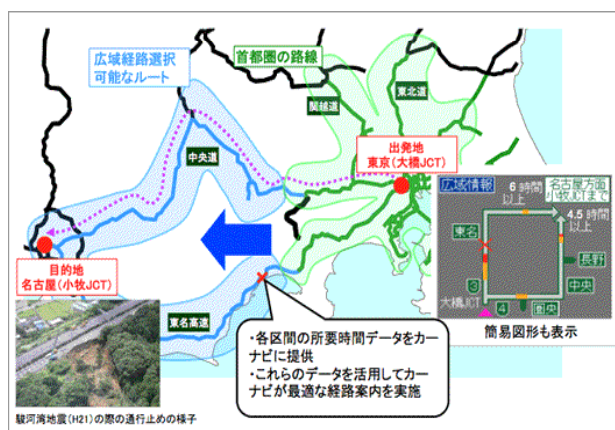 広域経路選択
可能なルート
首都圏の路線
関越道
東北道
中央道
出発地
東京(大橋JCT)
目的地
名古屋(小牧JCT)
東名高速
・各区間の所要時間データをカー
ナビに提供
・これらのデータを活用してカー
ナビが最適な経路案内を実施
広域情報
6 時間
以上
名古屋方面
小牧JCTまで
4.5 時間
以上
東名
長野
中央
3
大橋JCT
4
圏央
簡易図形も表示
駿河湾地震(H21)の際の通行止めの様子